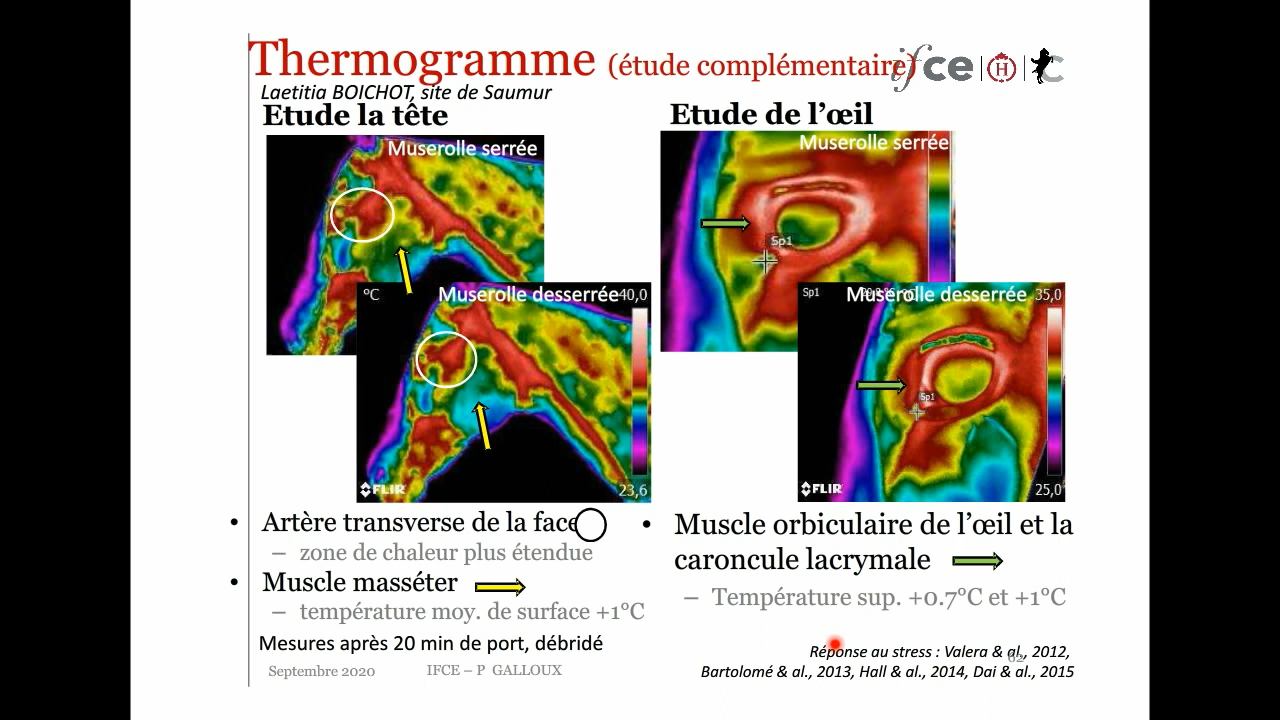 Thermogramme (étude complémentaire)
ifce | H | C
Laetitia BOICHOT, site de Saumur
Etude la tête
Muserolle serrée
°C
Muserolle desserrée
40,0
23,6
FLIR
Artère transverse de la face
– zone de chaleur plus étendue
Muscle masséter
– température moy. de surface +1°C
Mesures après 20 min de port, débridé
Etude de l’œil
Muserolle serrée
Sp1
Sp1
Muserolle desserrée
35,0
Sp1
25,0
FLIR
Muscle orbiculaire de l’œil et la
caroncule lacrymale
– Température sup. +0.7°C et +1°C
Réponse au stress : Valera & al., 2012,
Bartolomé & al., 2013, Hall & al., 2014, Dai & al., 2015
Septembre 2020
IFCE – P GALLOUX